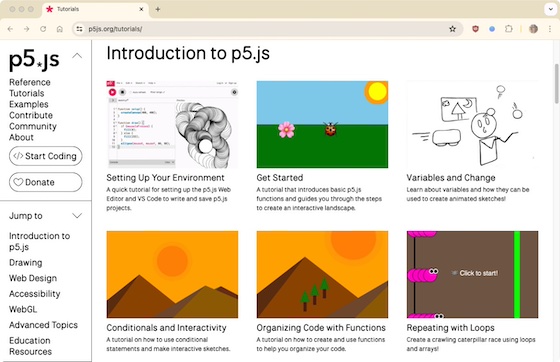 Tutorials
p5js.org/tutorials/
p5.js
Reference
Tutorials
Examples
Contribute
Community
About
</> Start Coding
Donate
Jump to
Introduction to
p5.js
Drawing
Web Design
Accessibility
WebGL
Advanced Topics
Education
Resources
Introduction to p5.js
Setting Up Your Environment
A quick tutorial for setting up the p5.js Web
Editor and VS Code to write and save p5.js
projects.
Get Started
A tutorial that introduces basic p5.js
functions and guides you through the steps
to create an interactive landscape.
Variables and Change
Learn about variables and how they can be
used to create animated sketches!
Conditionals and Interactivity
A tutorial on how to use conditional
statements and make interactive sketches.
Organizing Code with Functions
A tutorial on how to create and use functions
to help you organize your code.
Click to start!
Repeating with Loops
Create a crawling caterpillar race using loops
and arrays!